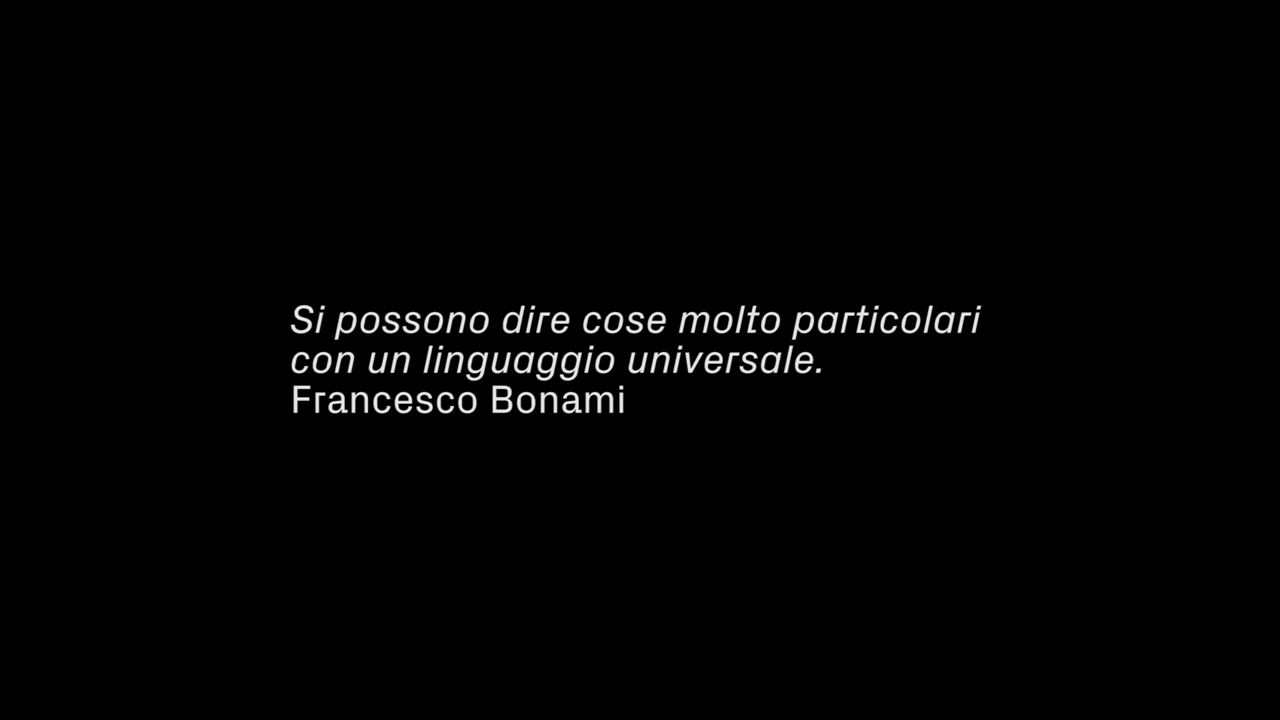 Si possono dire cose molto particolari
con un linguaggio universale.
Francesco Bonami